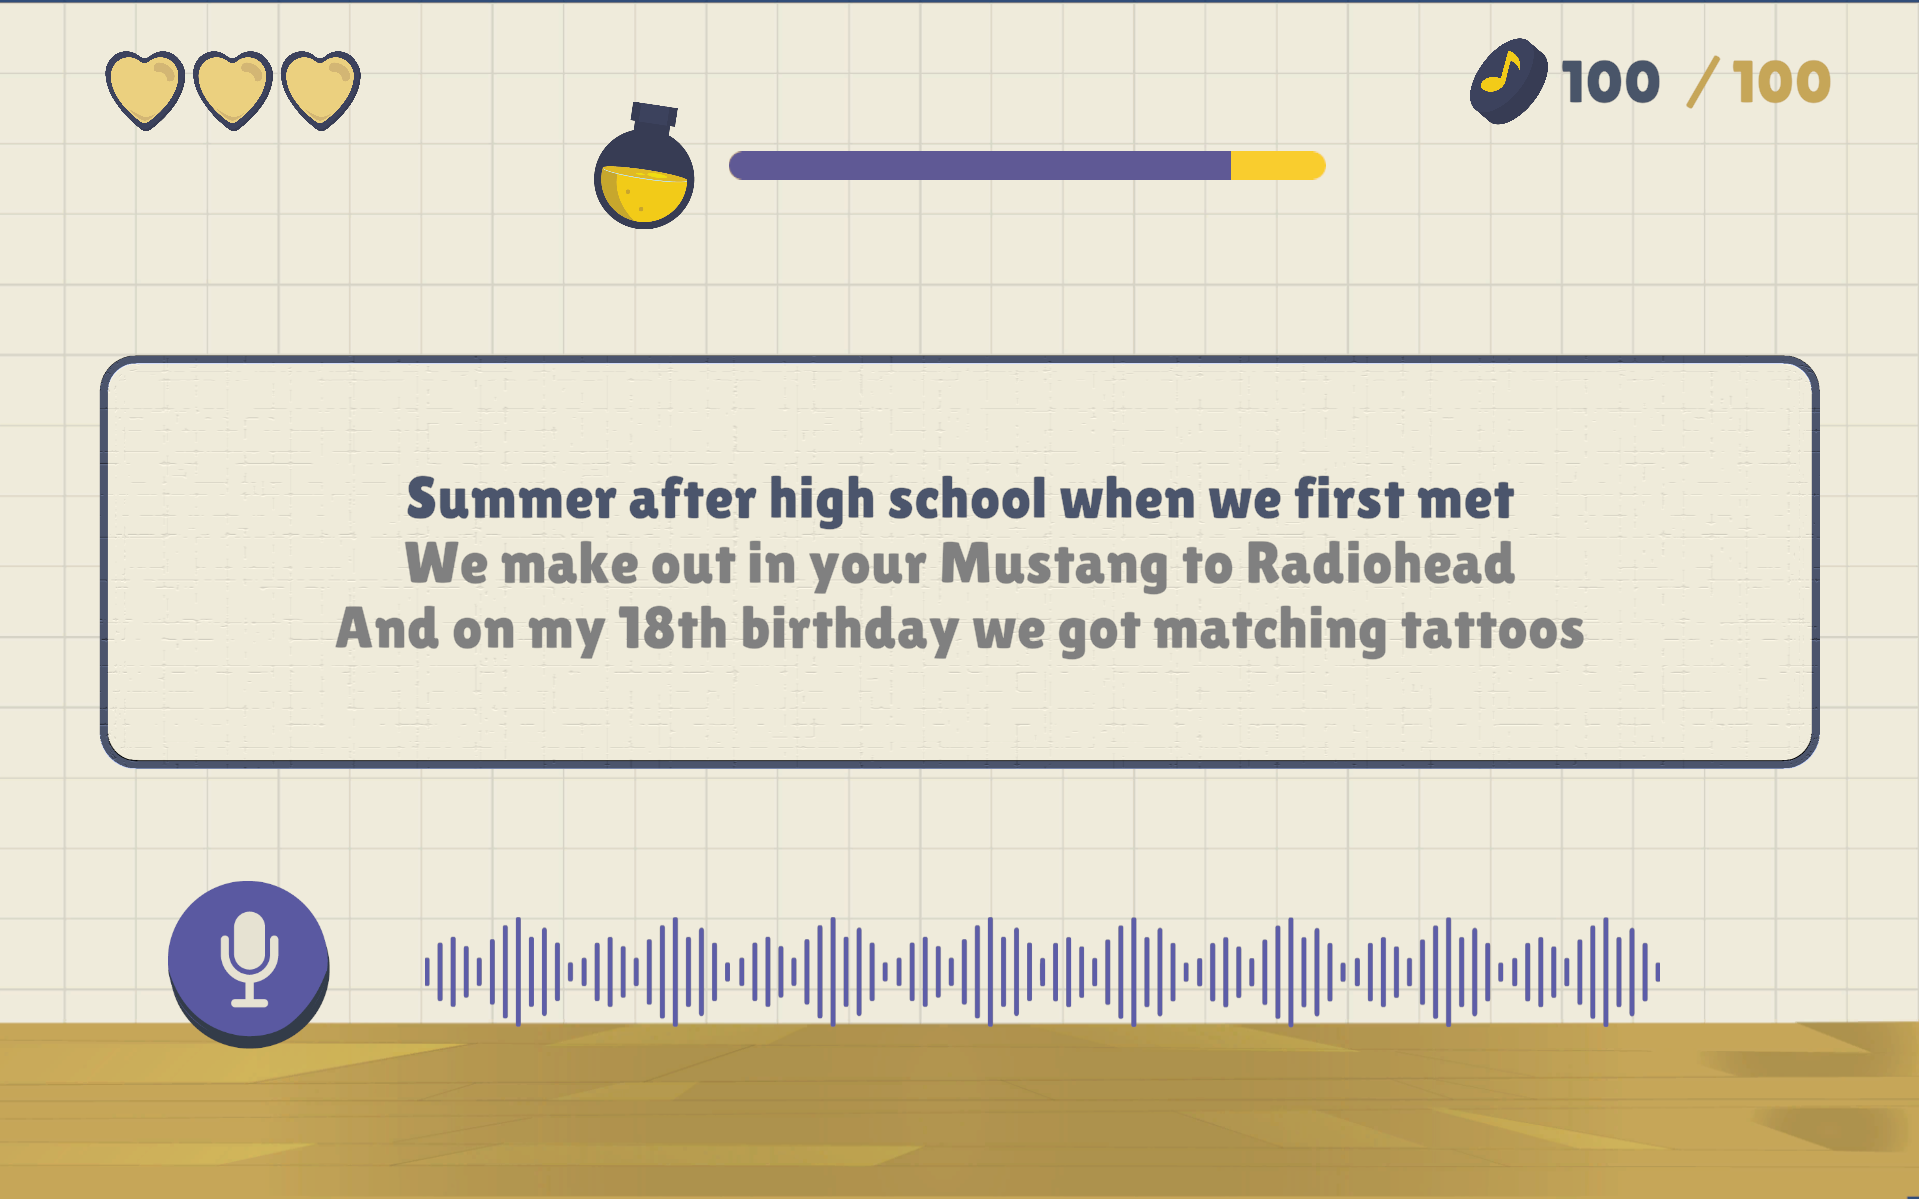 100 / 100
Summer after high school when we first met
We make out in your Mustang to Radiohead
And on my 18th birthday we got matching tattoos